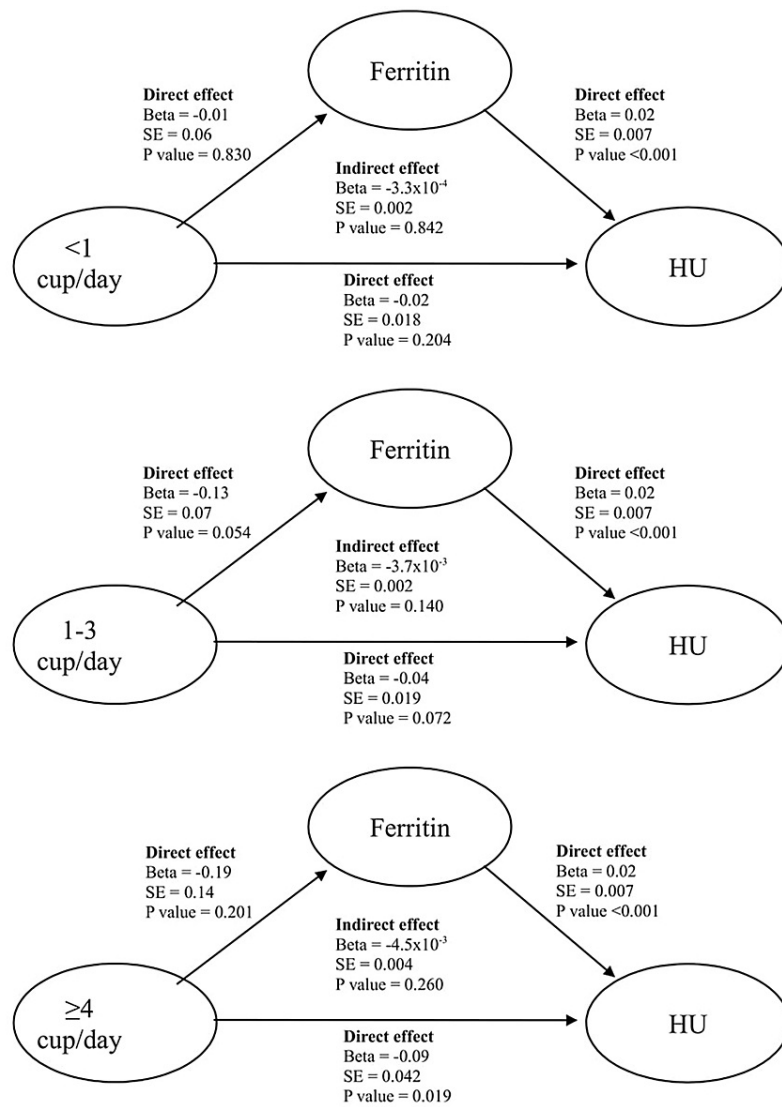 Ferritin
Direct effect
Beta = -0.01
SE = 0.06
P value = 0.830
Direct effect
Beta = 0.02
SE = 0.007
P value <0.001
Indirect effect
Beta = -3.3x10⁻⁴
SE = 0.002
P value = 0.842
<1
cup/day
HU
Direct effect
Beta = -0.02
SE = 0.018
P value = 0.204
Ferritin
Direct effect
Beta = -0.13
SE = 0.07
P value = 0.054
Direct effect
Beta = 0.02
SE = 0.007
P value <0.001
Indirect effect
Beta = -3.7x10⁻³
SE = 0.002
P value = 0.140
1-3
cup/day
HU
Direct effect
Beta = -0.04
SE = 0.019
P value = 0.072
Ferritin
Direct effect
Beta = -0.19
SE = 0.14
P value = 0.201
Direct effect
Beta = 0.02
SE = 0.007
P value <0.001
Indirect effect
Beta = -4.5x10⁻³
SE = 0.004
P value = 0.260
≥4
cup/day
HU
Direct effect
Beta = -0.09
SE = 0.042
P value = 0.019